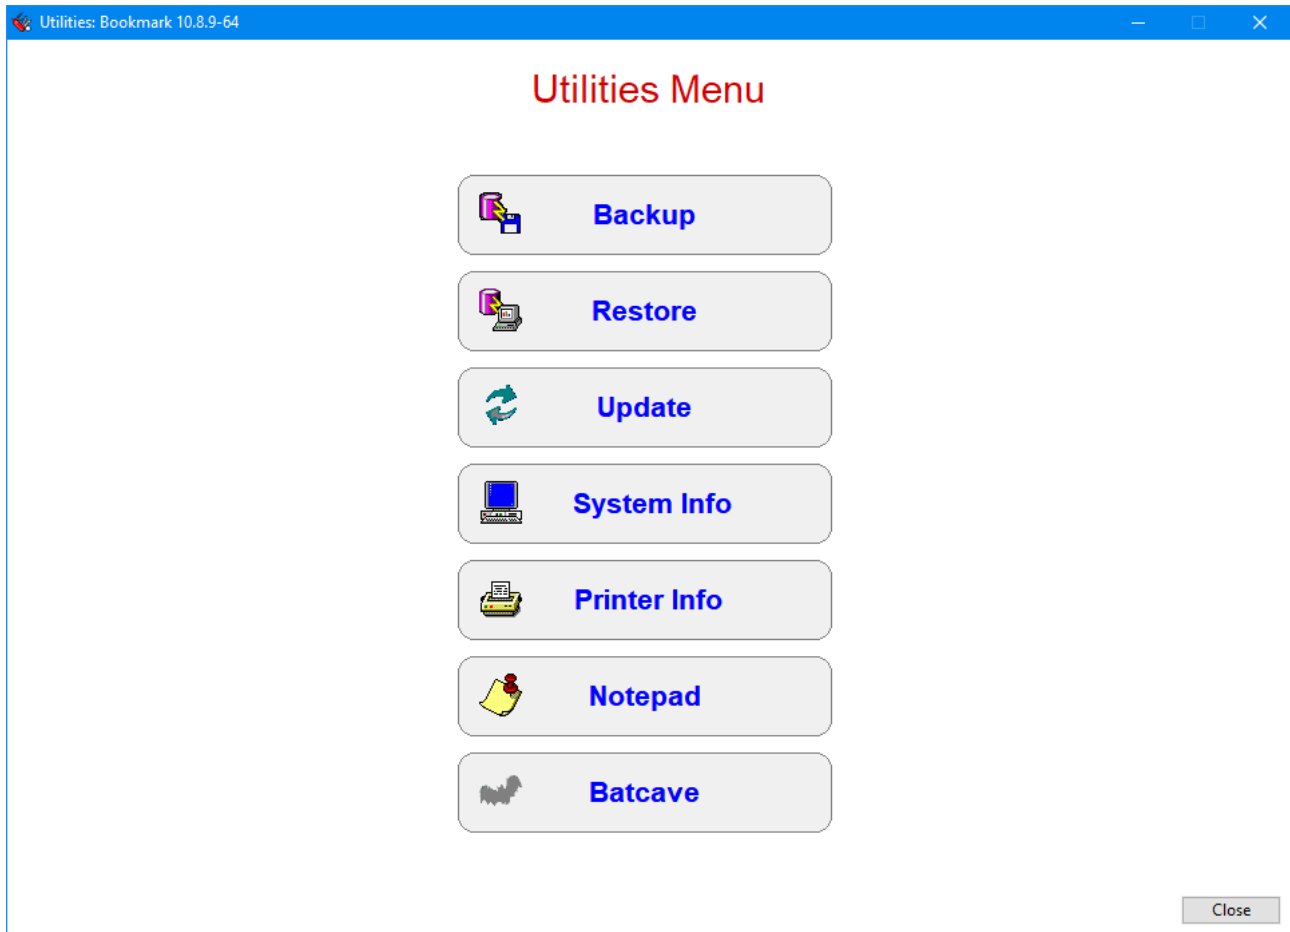 Utilities: Bookmark 10.8.9-64
Utilities Menu
Backup
Restore
Update
System Info
Printer Info
Notepad
Batcave
Close